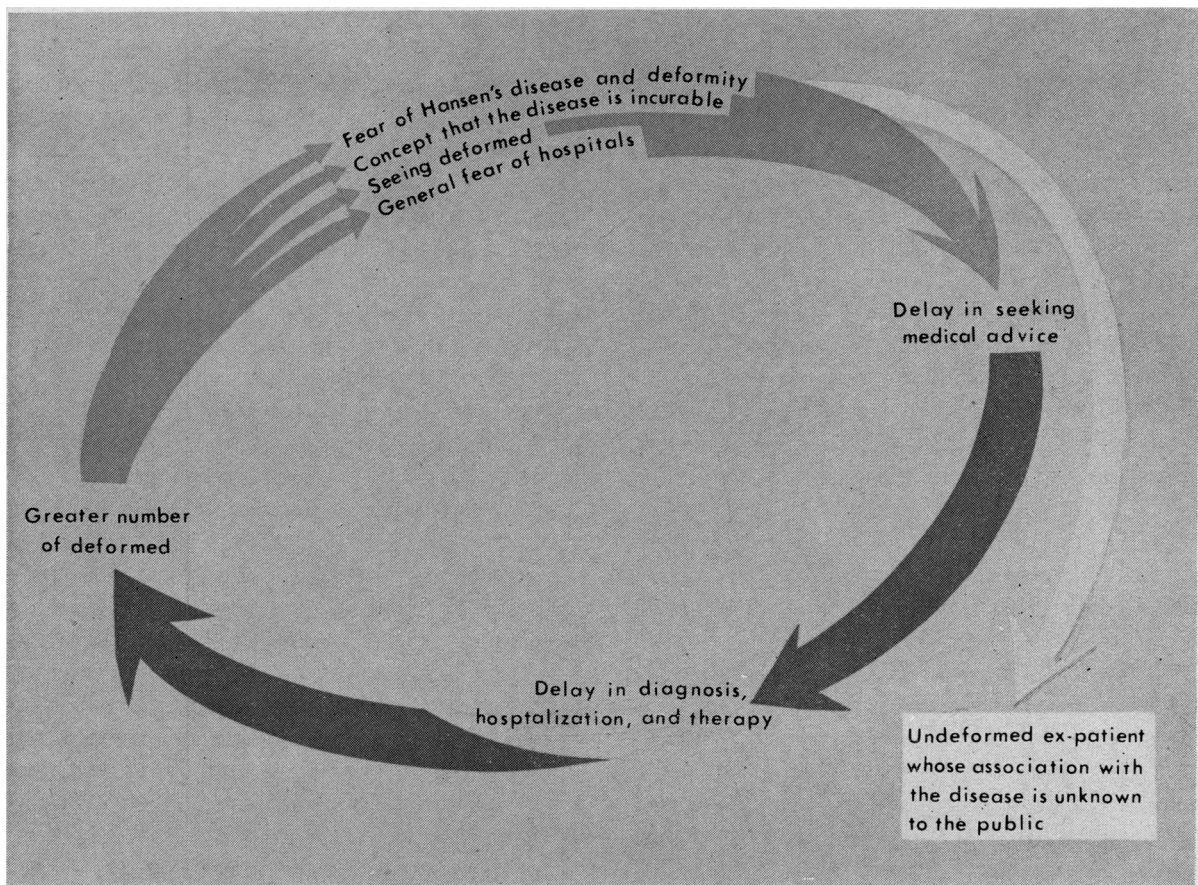 Fear of Hansen's disease and deformity
Concept that the disease is incurable
Seeing deformed
General fear of hospitals
Delay in seeking
medical advice
Greater number
of deformed
Delay in diagnosis,
hosptalization, and therapy
Undeformed ex-patient
whose association with
the disease is unknown
to the public